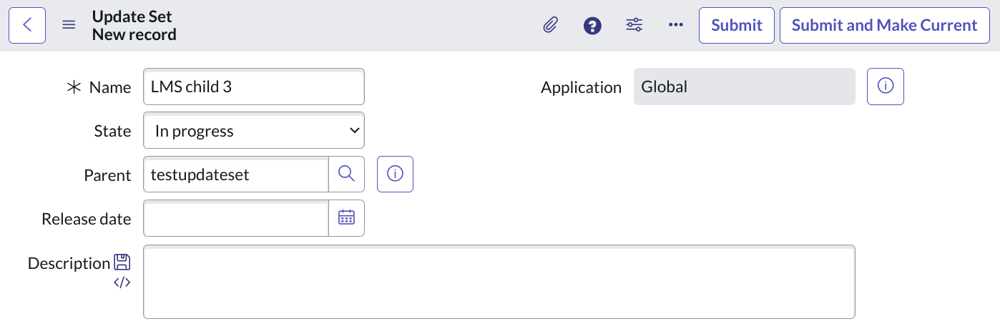 Update Set
New record
Submit
Submit and Make Current
Name
LMS child 3
Application
Global
State
In progress
Parent
testupdateset
Release date
Description